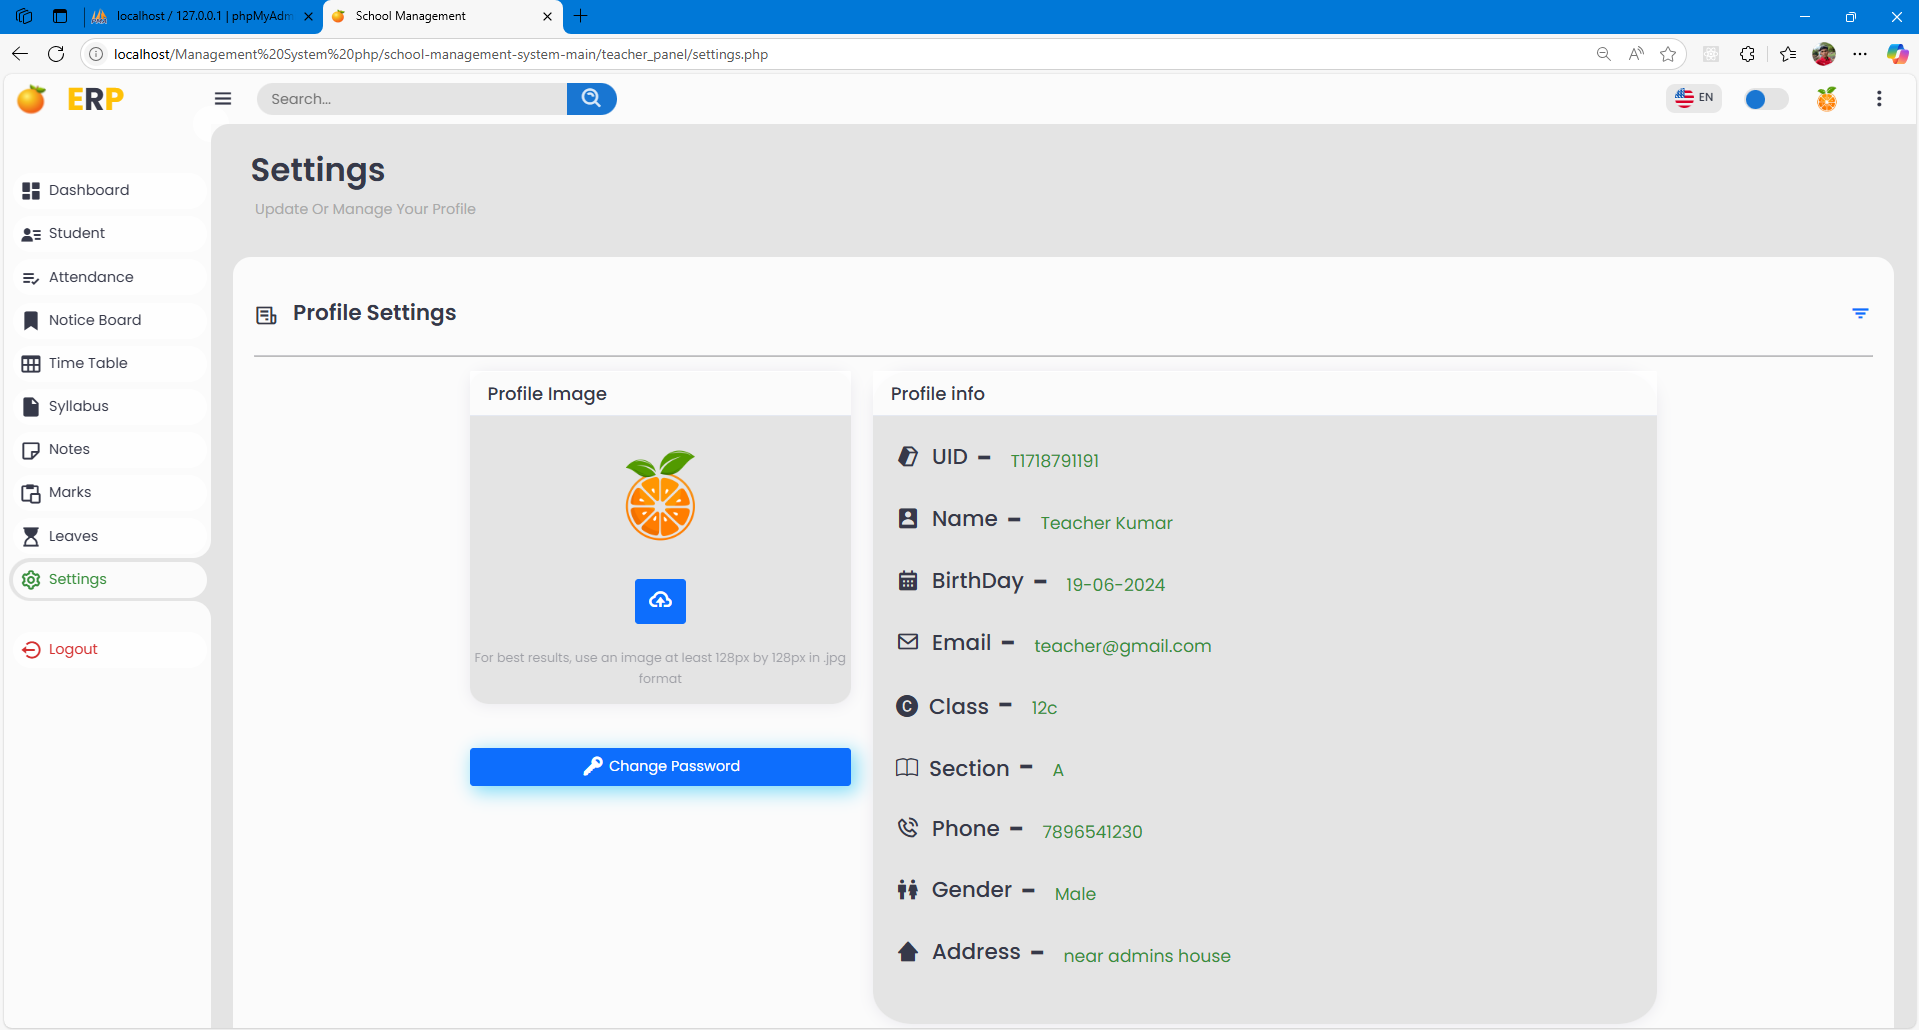 localhost / 127.0.0.1 | phpMyAdm
School Management
localhost/Management%20System%20php/school-management-system-main/teacher_panel/settings.php
ERP
Search...
EN
Settings
Update Or Manage Your Profile
Dashboard
Student
Attendance
Notice Board
Time Table
Syllabus
Notes
Marks
Leaves
Settings
Logout
Profile Settings
Profile Image
For best results, use an image at least 128px by 128px in .jpg
format
Change Password
Profile info
UID - T1718791191
Name - Teacher Kumar
BirthDay - 19-06-2024
Email - teacher@gmail.com
Class - 12c
Section - A
Phone - 7896541230
Gender - Male
Address - near admins house